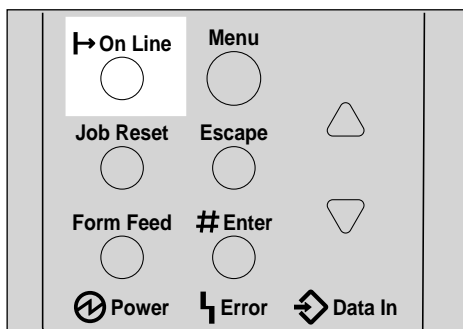 On Line Menu
Job Reset Escape
Form Feed # Enter
Power Error Data In